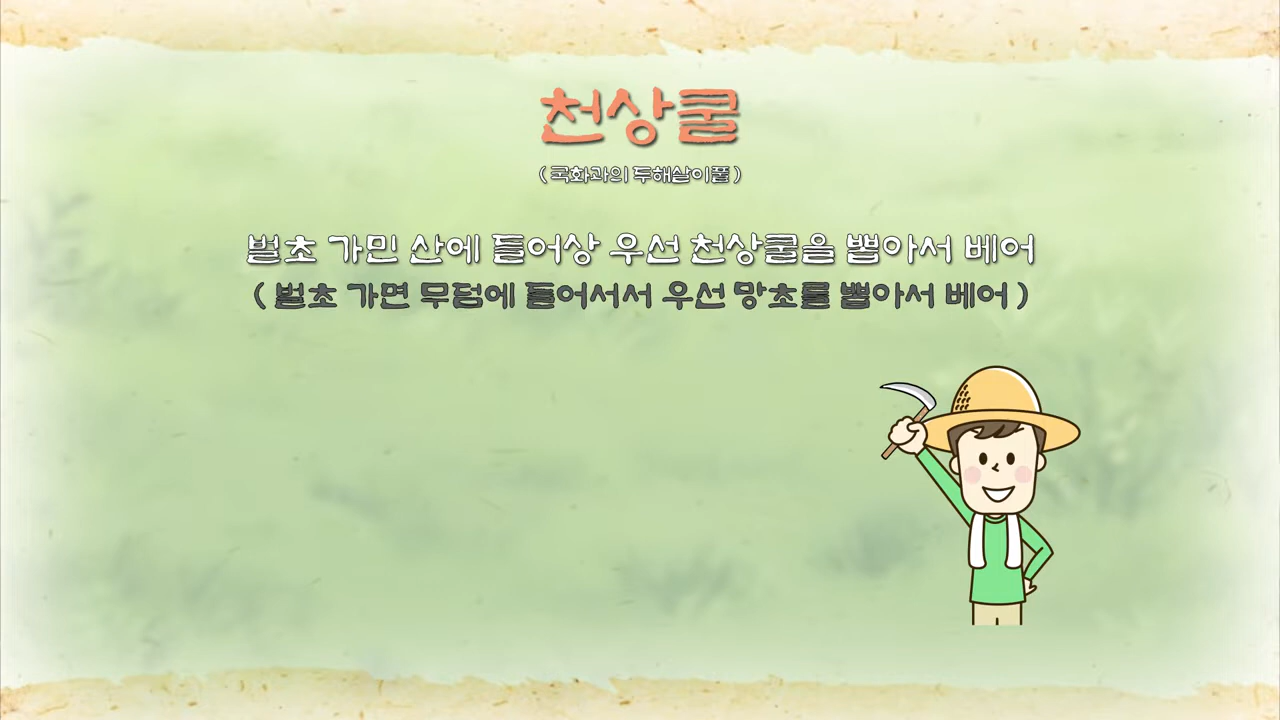 천상쿨
( 국화과의 두해살이풀 )
벌초 가민 산에 들어상 우선 천상쿨을 뽑아서 베어
( 벌초 가면 무덤에 들어서서 우선 망초를 뽑아서 베어 )